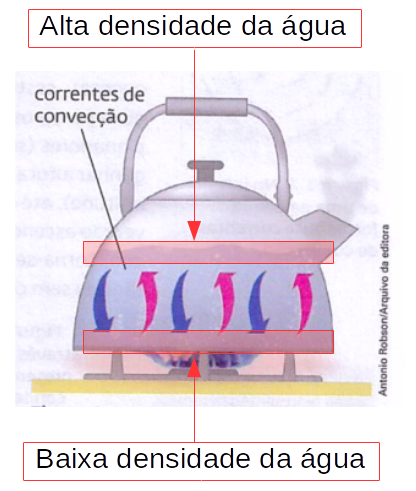 Alta densidade da água
correntes de
convecção
Antonio Robson/Arquivo da editora
Baixa densidade da água